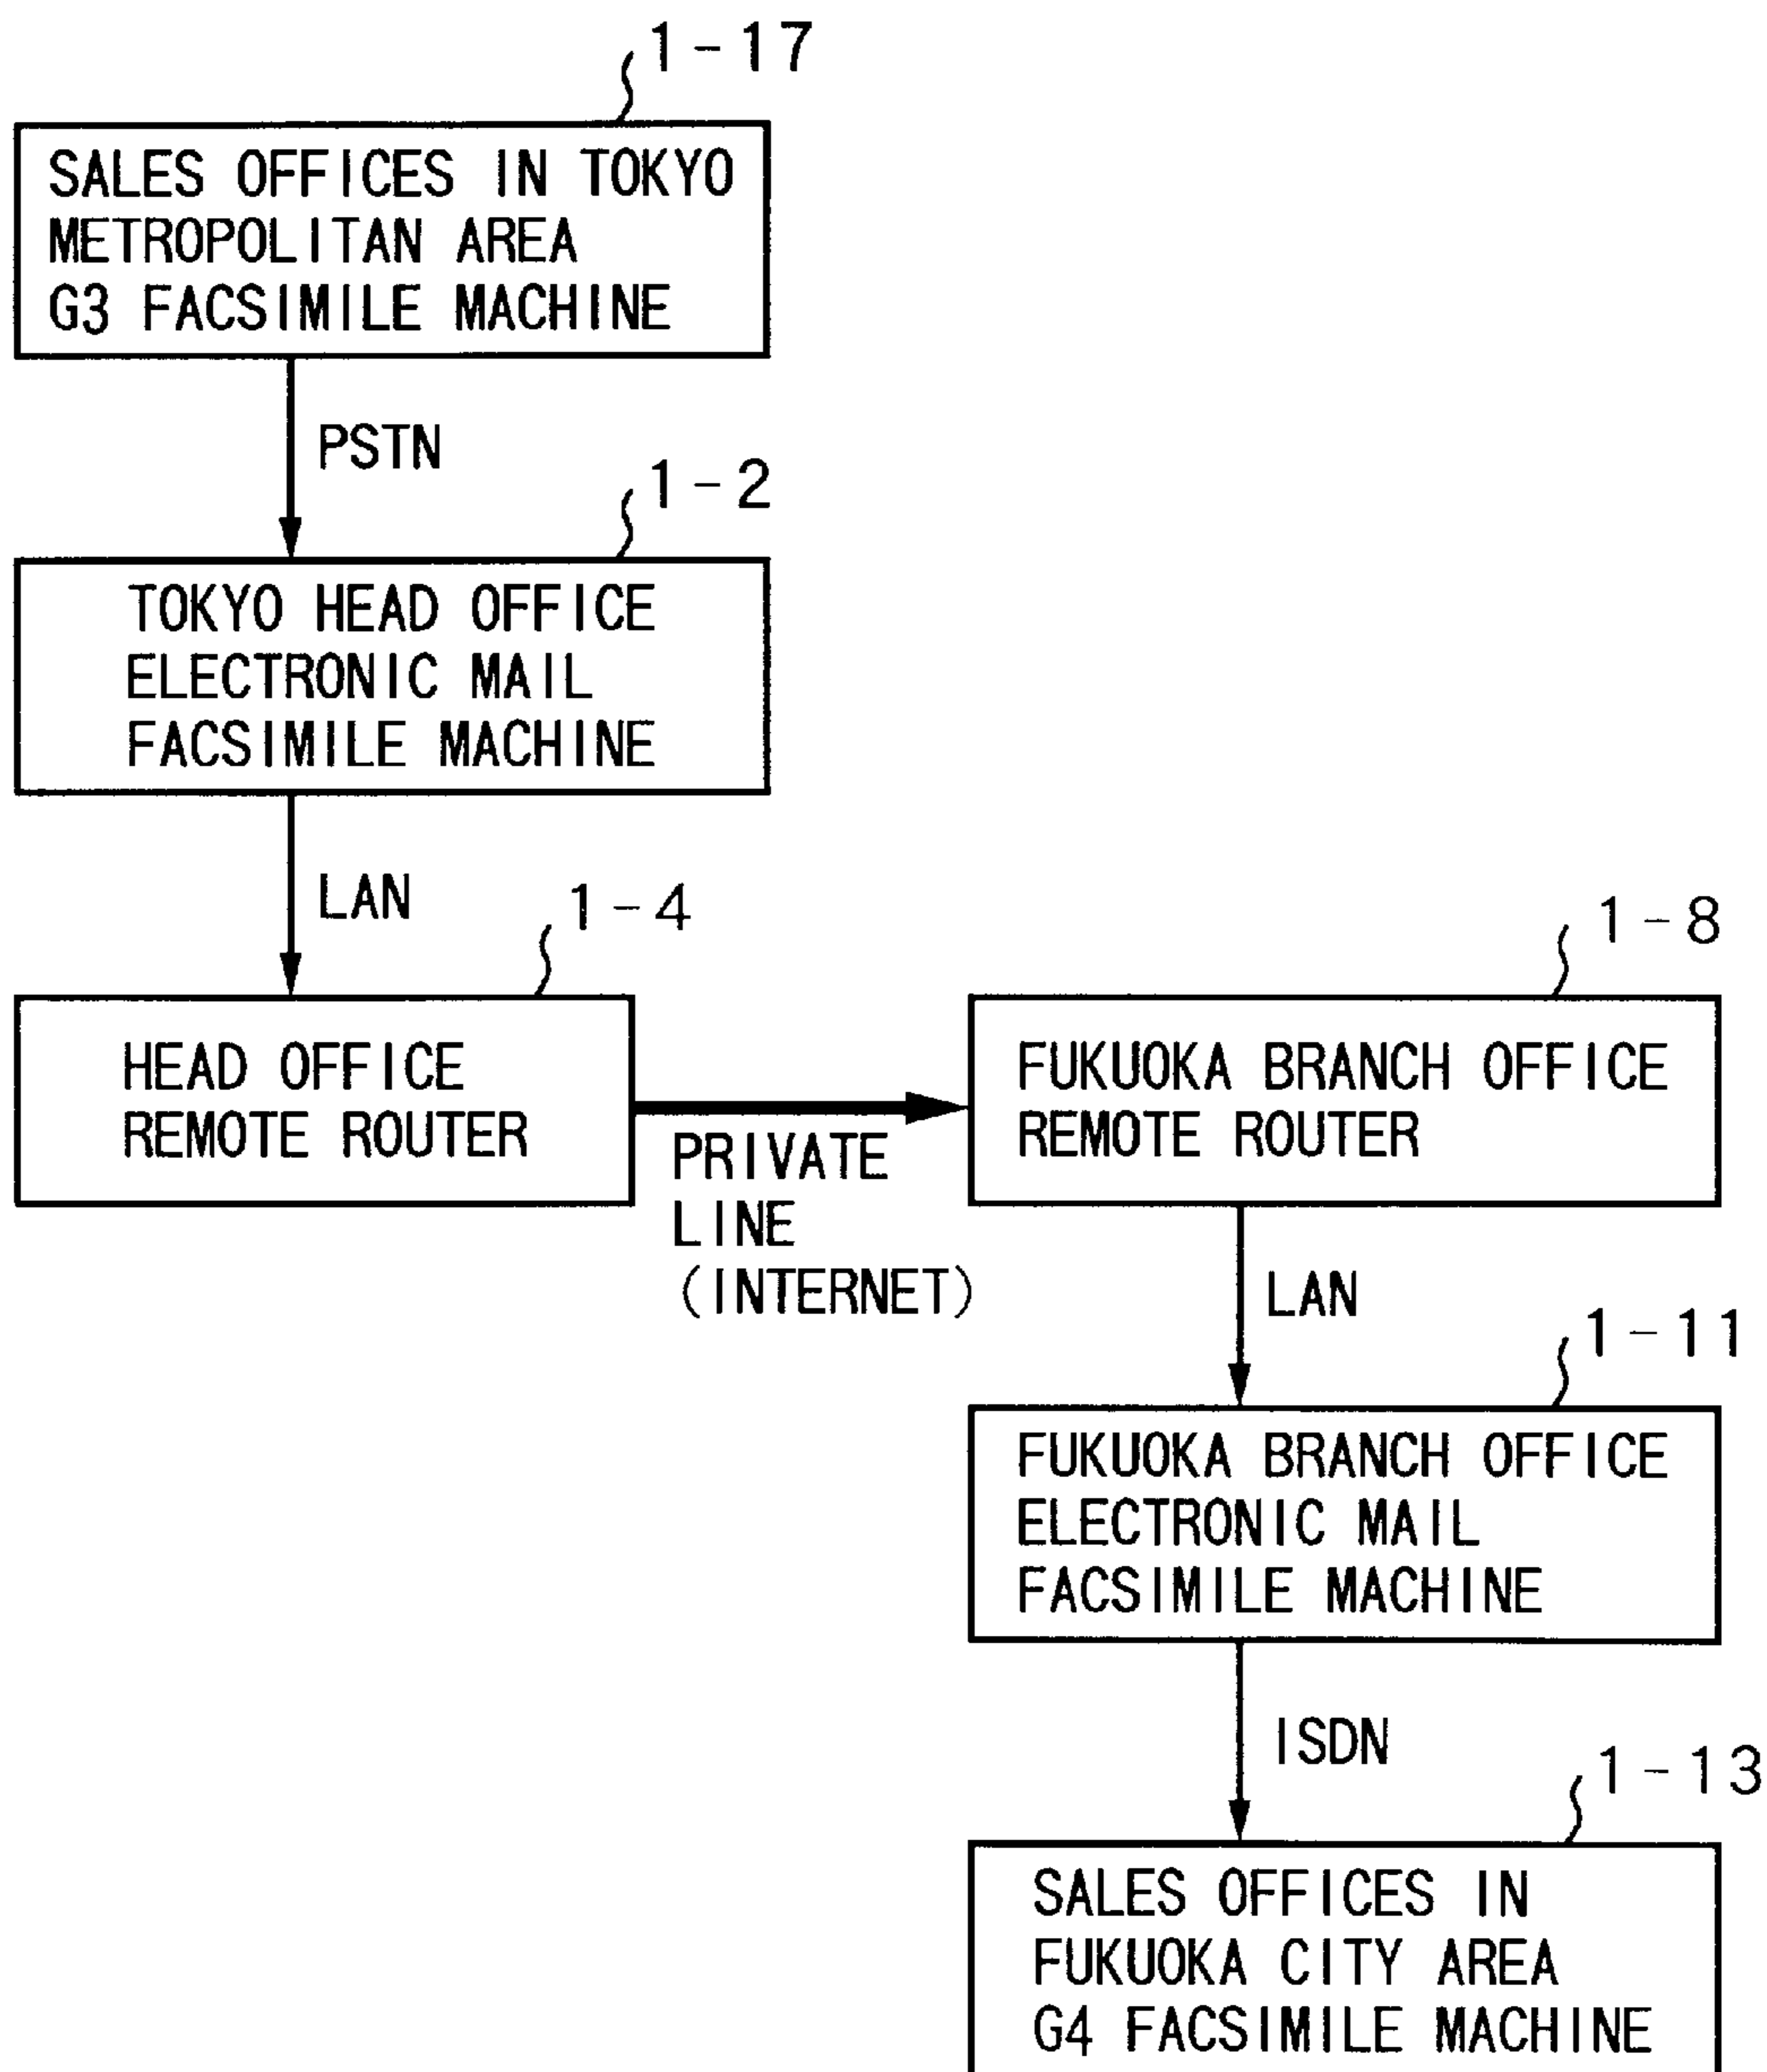 1-17
SALES OFFICES IN TOKYO
METROPOLITAN AREA
G3 FACSIMILE MACHINE
PSTN
1-2
TOKYO HEAD OFFICE
ELECTRONIC MAIL
FACSIMILE MACHINE
LAN
1-4
HEAD OFFICE
REMOTE ROUTER
PRIVATE
LINE
(INTERNET)
1-8
FUKUOKA BRANCH OFFICE
REMOTE ROUTER
LAN
1-11
FUKUOKA BRANCH OFFICE
ELECTRONIC MAIL
FACSIMILE MACHINE
ISDN
1-13
SALES OFFICES IN
FUKUOKA CITY AREA
G4 FACSIMILE MACHINE